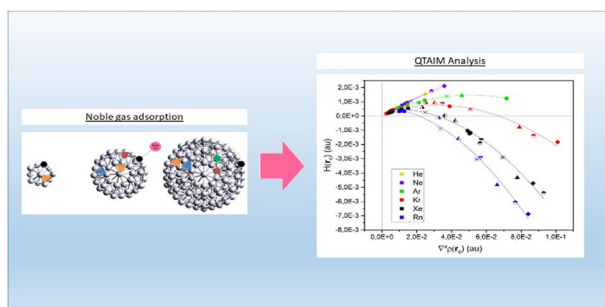 Noble gas adsorption
QTAIM Analysis
H(rc) (au)
2,0E-3
1,0E-3
0,0E+0
-1,0E-3
-2,0E-3
-3,0E-3
-4,0E-3
-5,0E-3
-6,0E-3
-7,0E-3
-8,0E-3
He
Ne
Ar
Kr
Xe
Rn
0,0E+0 2,0E-2 4,0E-2 6,0E-2 8,0E-2 1,0E-1
∇²ρ(rc) (au)